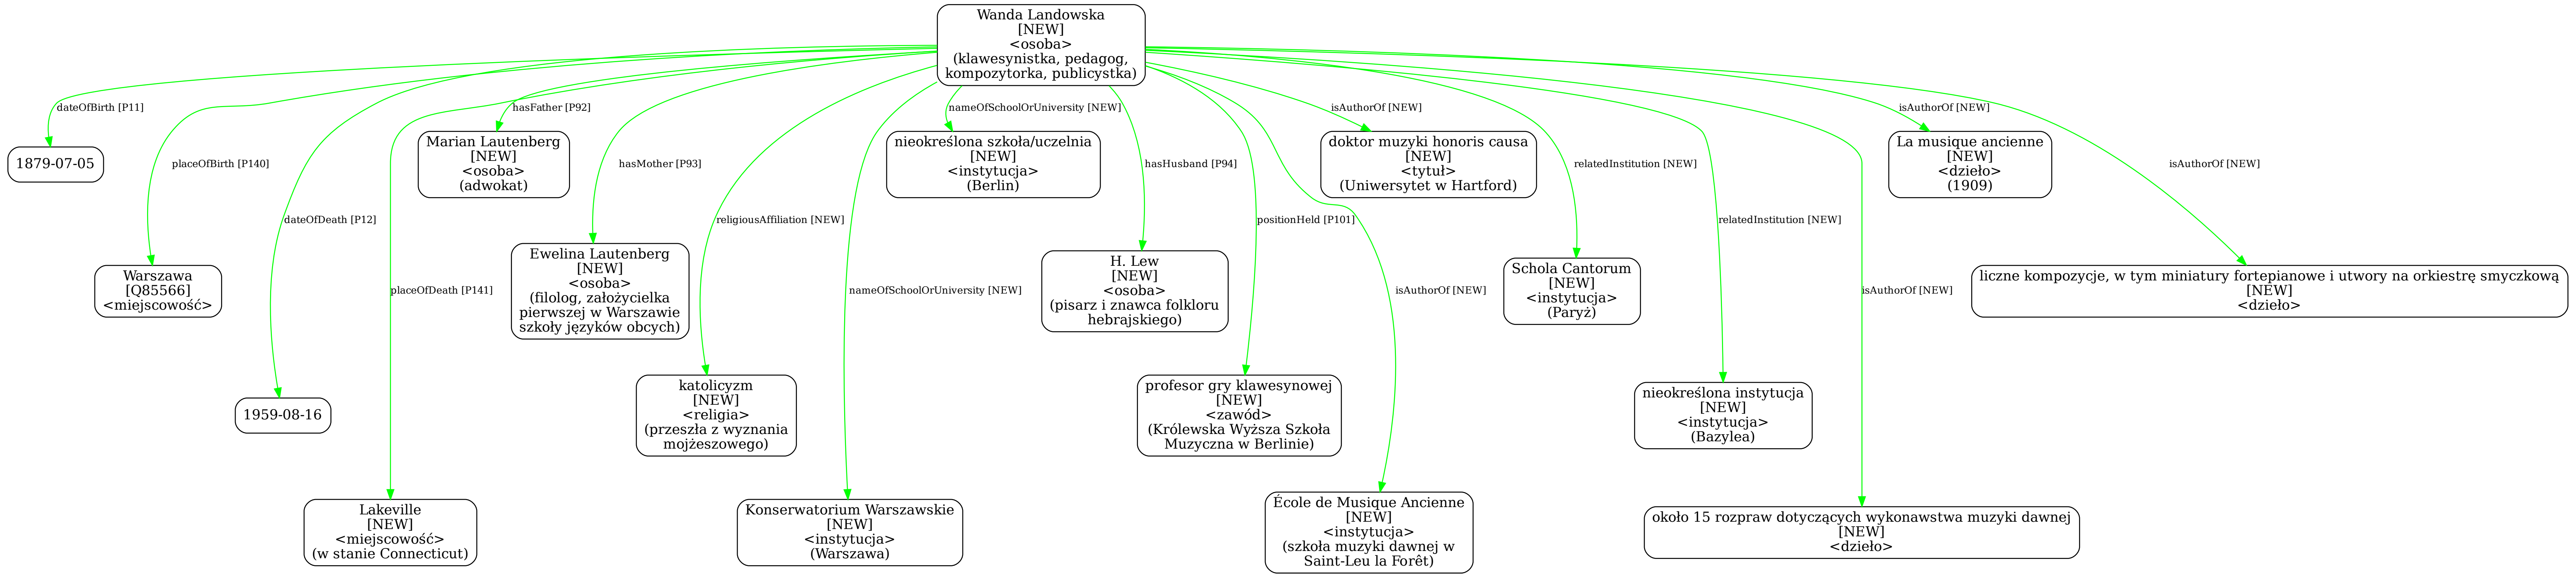 Wanda Landowska
[NEW]
<osoba>
(klawesynistka, pedagog,
kompozytorka, publicystka)
dateOfBirth [P11]
hasFather [P92]
nameOfSchoolOrUniversity [NEW]
isAuthorOf [NEW]
isAuthorOf [NEW]
1879-07-05
Marian Lautenberg
[NEW]
<osoba>
(adwokat)
nieokreślona szkoła/uczelnia
[NEW]
<instytucja>
(Berlin)
doktor muzyki honoris causa
[NEW]
<tytuł>
(Uniwersytet w Hartford)
La musique ancienne
[NEW]
<dzieło>
(1909)
placeOfBirth [P140]
hasMother [P93]
hasHusband [P94]
relatedInstitution [NEW]
isAuthorOf [NEW]
dateOfDeath [P12]
religiousAffiliation [NEW]
positionHeld [P101]
relatedInstitution [NEW]
Warszawa
[Q85566]
<miejscowość>
Ewelina Lautenberg
[NEW]
<osoba>
(filolog, założycielka
pierwszej w Warszawie
szkoły języków obcych)
H. Lew
[NEW]
<osoba>
(pisarz i znawca folkloru
hebrajskiego)
Schola Cantorum
[NEW]
<instytucja>
(Paryż)
liczne kompozycje, w tym miniatury fortepianowe i utwory na orkiestrę smyczkową
[NEW]
<dzieło>
placeOfDeath [P141]
nameOfSchoolOrUniversity [NEW]
isAuthorOf [NEW]
isAuthorOf [NEW]
1959-08-16
katolicyzm
[NEW]
<religia>
(przeszła z wyznania
mojżeszowego)
profesor gry klawesynowej
[NEW]
<zawód>
(Królewska Wyższa Szkoła
Muzyczna w Berlinie)
nieokreślona instytucja
[NEW]
<instytucja>
(Bazylea)
Lakeville
[NEW]
<miejscowość>
(w stanie Connecticut)
Konserwatorium Warszawskie
[NEW]
<instytucja>
(Warszawa)
École de Musique Ancienne
[NEW]
<instytucja>
(szkoła muzyki dawnej w
Saint-Leu la Forêt)
około 15 rozpraw dotyczących wykonawstwa muzyki dawnej
[NEW]
<dzieło>